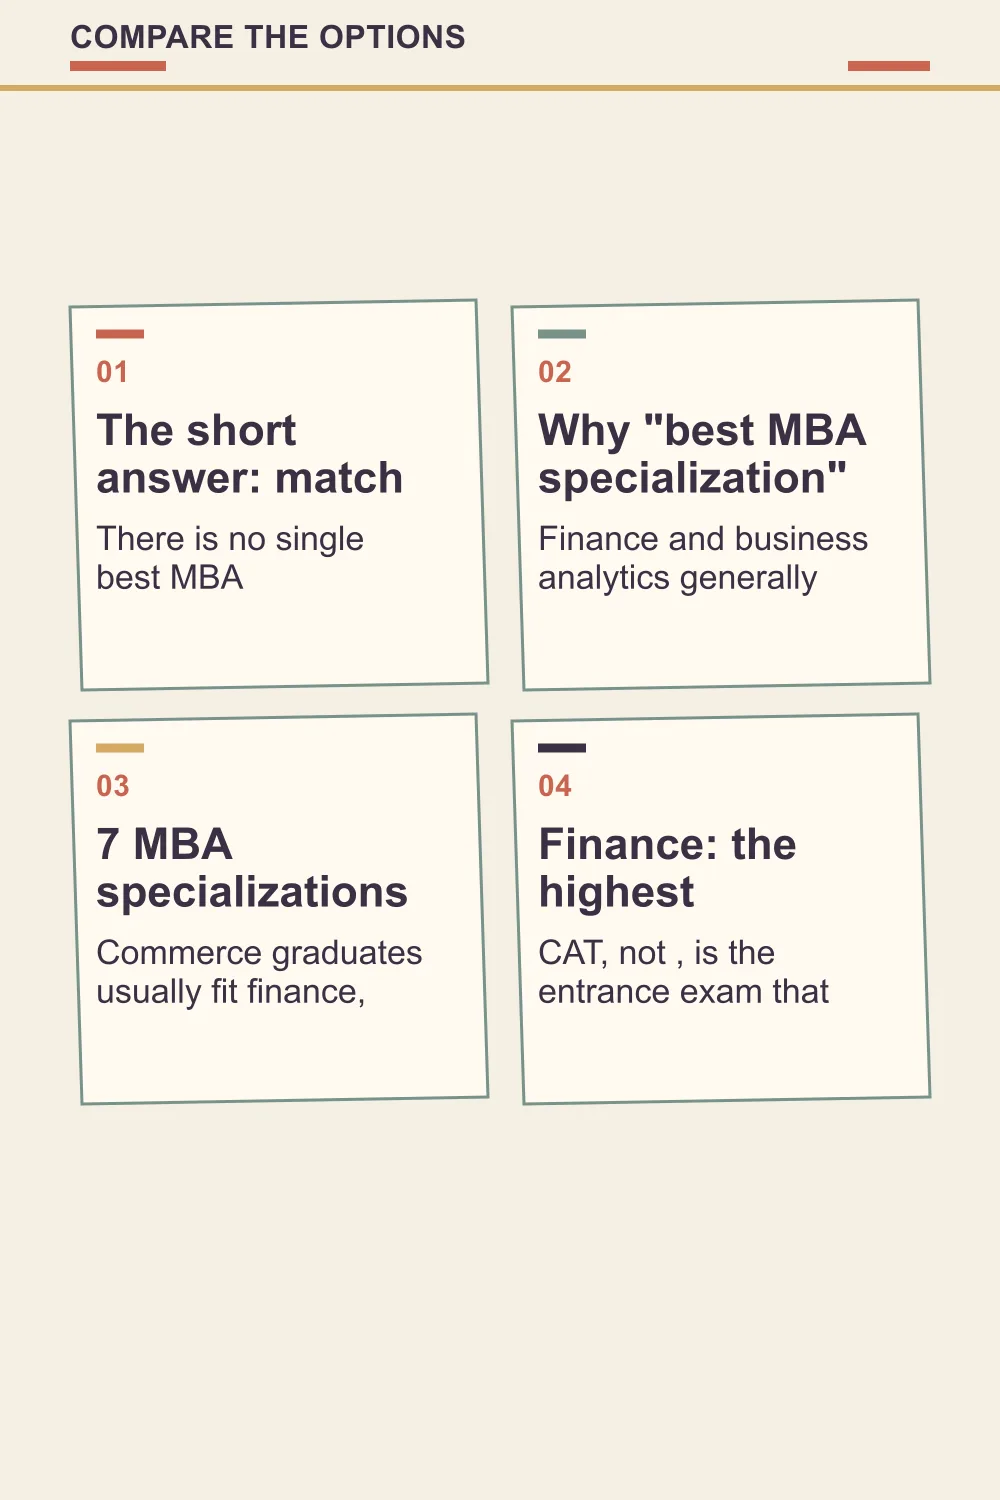 COMPARE THE OPTIONS
01
The short
answer: match
There is no single
best MBA
02
Why "best MBA
specialization"
Finance and business
analytics generally
03
7 MBA
specializations
Commerce graduates
usually fit finance,
04
Finance: the
highest
CAT, not , is the
entrance exam that